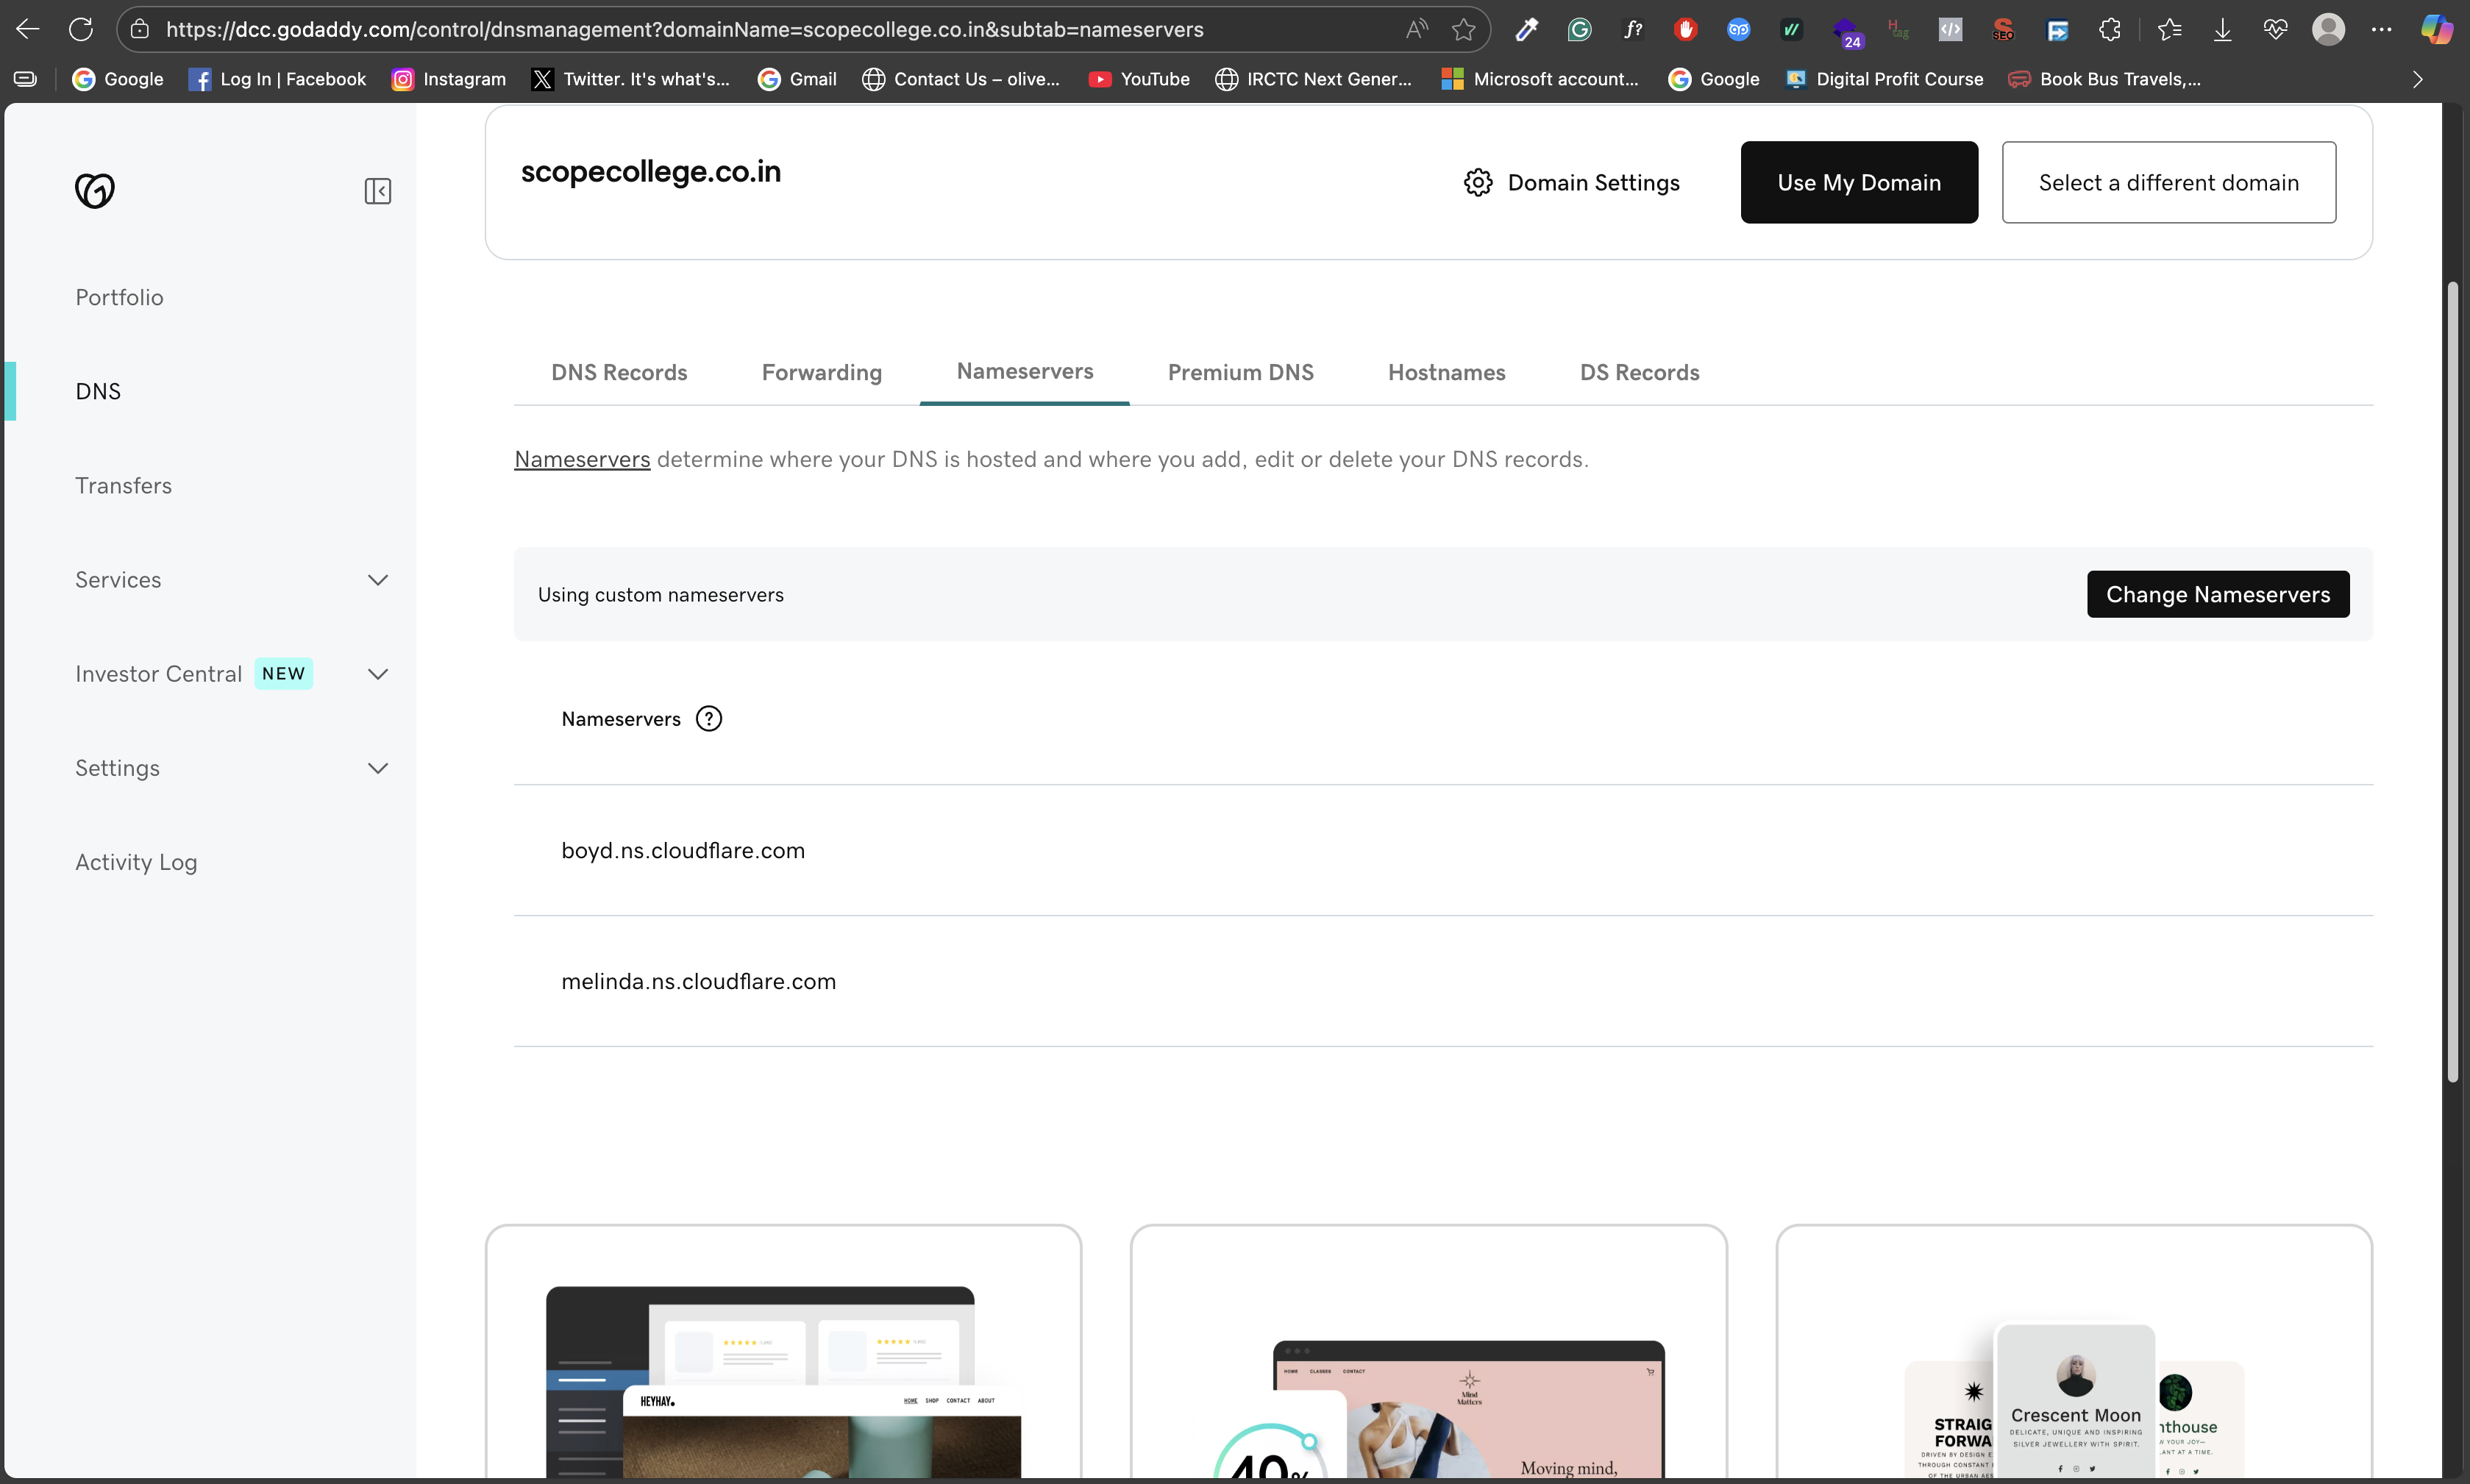 https://dcc.godaddy.com/control/dnsmanagement?domainName=scopecollege.co.in&subtab=nameservers
24
Google
Log In | Facebook
Instagram
Twitter. It's what's...
Gmail
Contact Us – olive...
YouTube
IRCTC Next Gener...
Microsoft account...
Google
Digital Profit Course
Book Bus Travels,...
scopecollege.co.in
Domain Settings
Use My Domain
Select a different domain
Portfolio
DNS
Transfers
Services
Investor Central NEW
Settings
Activity Log
DNS Records
Forwarding
Nameservers
Premium DNS
Hostnames
DS Records
Nameservers determine where your DNS is hosted and where you add, edit or delete your DNS records.
Using custom nameservers
Change Nameservers
Nameservers
boyd.ns.cloudflare.com
melinda.ns.cloudflare.com
HEYHAY.
HOME SHOP CONTACT ABOUT
HOME CLASSES CONTACT
Mind
Matters
40%
Moving mind,
STRAIG
FORWA
Crescent Moon
DELICATE, UNIQUE AND INSPIRING
SILVER JEWELLERY WITH SPIRIT.
nthouse